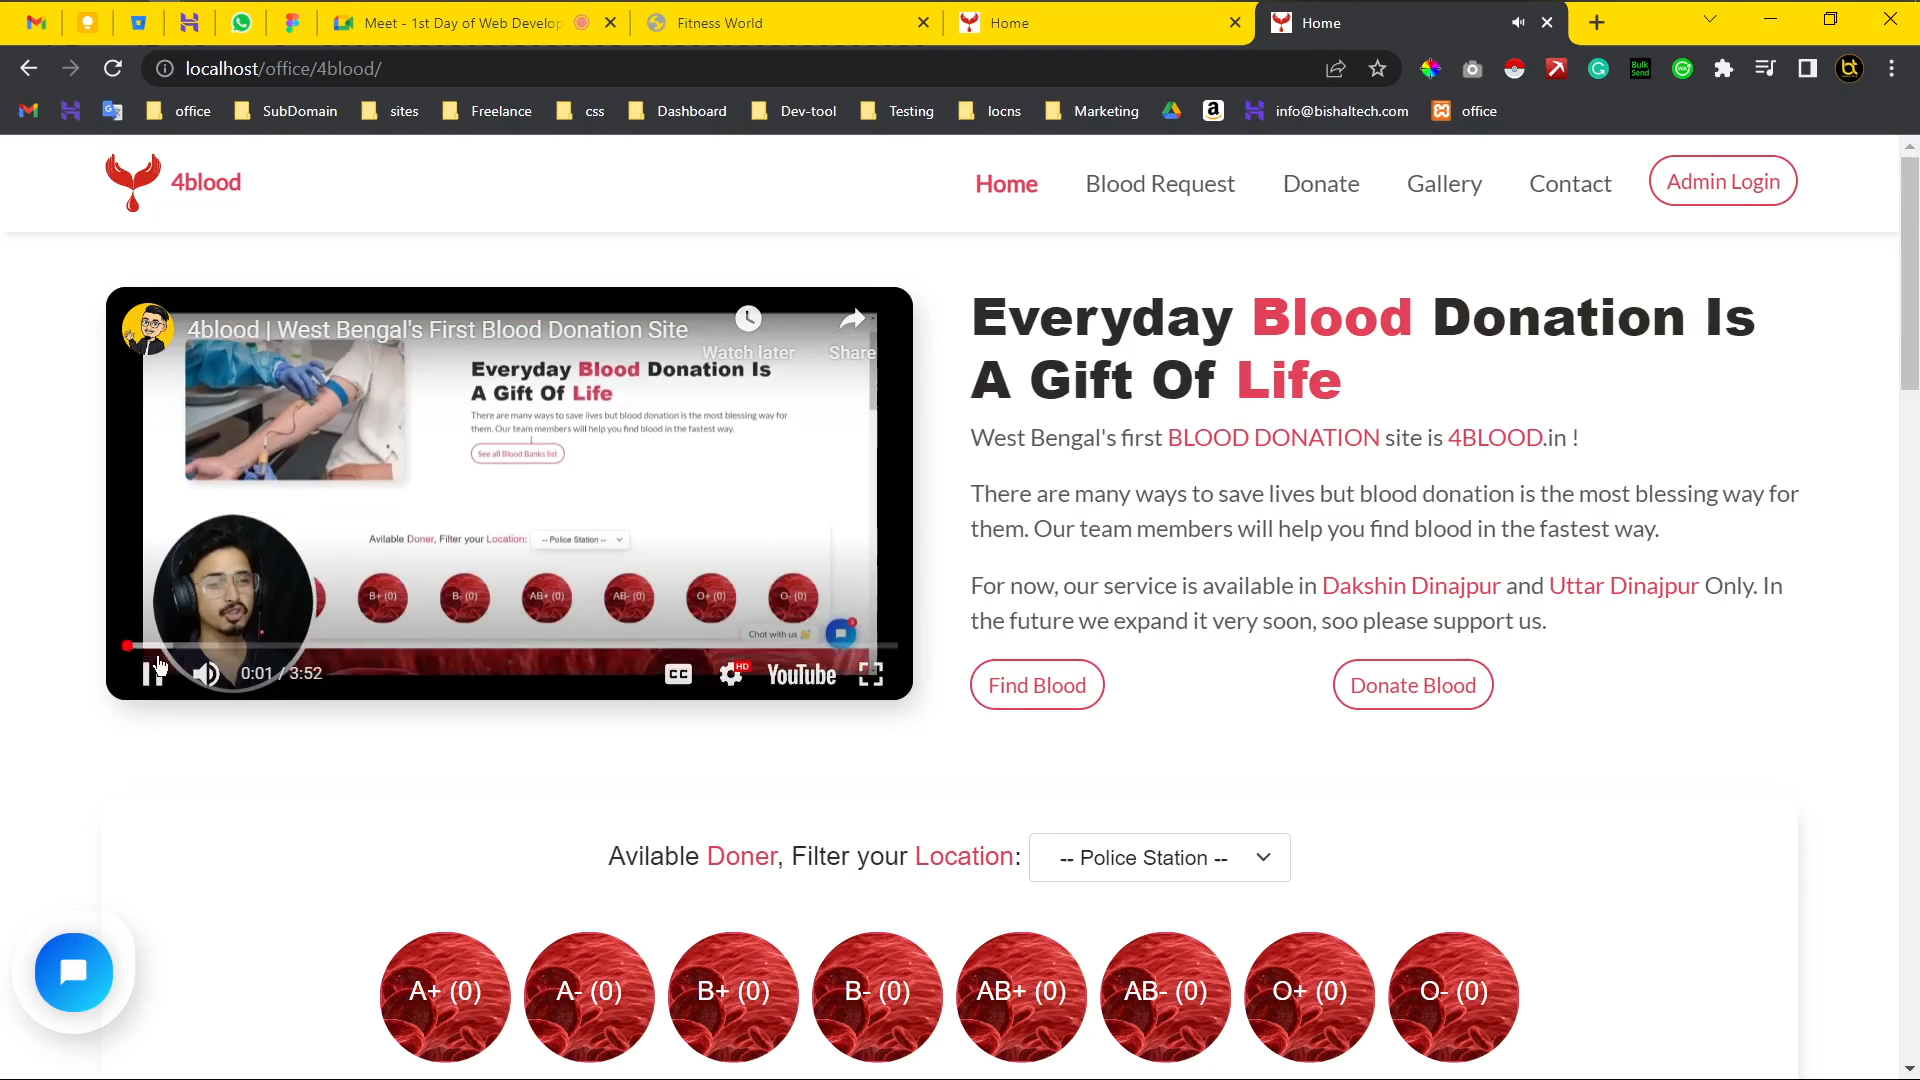 Meet - 1st Day of Web Develop
Fitness World
Home
Home
localhost/office/4blood/
Bulk Send
bt
office
SubDomain
sites
Freelance
css
Dashboard
Dev-tool
Testing
locns
Marketing
info@bishaltech.com
office
4blood
Home
Blood Request
Donate
Gallery
Contact
Admin Login
4blood | West Bengal's First Blood Donation Site
Watch later
Share
Everyday Blood Donation Is
A Gift Of Life
There are many ways to save lives but blood donation is the most blessing way for
them. Our team members will help you find blood in the fastest way.
See all Blood Banks list
Avilable Doner, Filter your Location:
-- Police Station --
B+ (0)
B- (0)
AB+ (0)
AB- (0)
O+ (0)
O- (0)
Chat with us
0:01 / 3:52
CC
HD
YouTube
Everyday Blood Donation Is
A Gift Of Life
West Bengal's first BLOOD DONATION site is 4BLOOD.in !
There are many ways to save lives but blood donation is the most blessing way for
them. Our team members will help you find blood in the fastest way.
For now, our service is available in Dakshin Dinajpur and Uttar Dinajpur Only. In
the future we expand it very soon, soo please support us.
Find Blood
Donate Blood
Avilable Doner, Filter your Location:
-- Police Station --
A+ (0)
A- (0)
B+ (0)
B- (0)
AB+ (0)
AB- (0)
O+ (0)
O- (0)